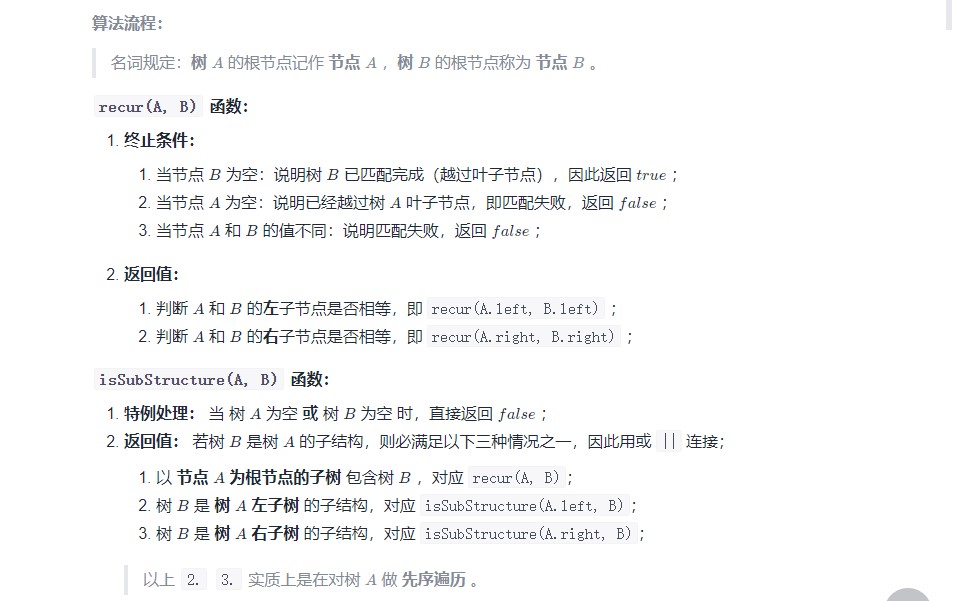 算法流程：
名词规定：树 A 的根节点记作 节点 A ，树 B 的根节点称为 节点 B 。
recur(A, B) 函数：
1. 终止条件：
1. 当节点 B 为空：说明树 B 已匹配完成（越过叶子节点），因此返回 true ；
2. 当节点 A 为空：说明已经越过树 A 叶子节点，即匹配失败，返回 false ；
3. 当节点 A 和 B 的值不同：说明匹配失败，返回 false ；
2. 返回值：
1. 判断 A 和 B 的左子节点是否相等，即 recur(A.left, B.left) ；
2. 判断 A 和 B 的右子节点是否相等，即 recur(A.right, B.right) ；
isSubStructure(A, B) 函数：
1. 特例处理： 当 树 A 为空 或 树 B 为空 时，直接返回 false ；
2. 返回值： 若树 B 是树 A 的子结构，则必满足以下三种情况之一，因此用或 || 连接；
1. 以 节点 A 为根节点的子树 包含树 B ，对应 recur(A, B)；
2. 树 B 是 树 A 左子树 的子结构，对应 isSubStructure(A.left, B)；
3. 树 B 是 树 A 右子树 的子结构，对应 isSubStructure(A.right, B)；
以上 2. 3. 实质上是在对树 A 做 先序遍历 。